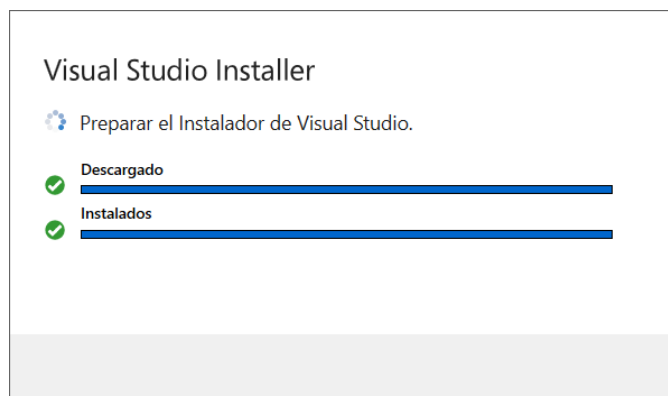 Visual Studio Installer
Preparar el Instalador de Visual Studio.
Descargado
Instalados